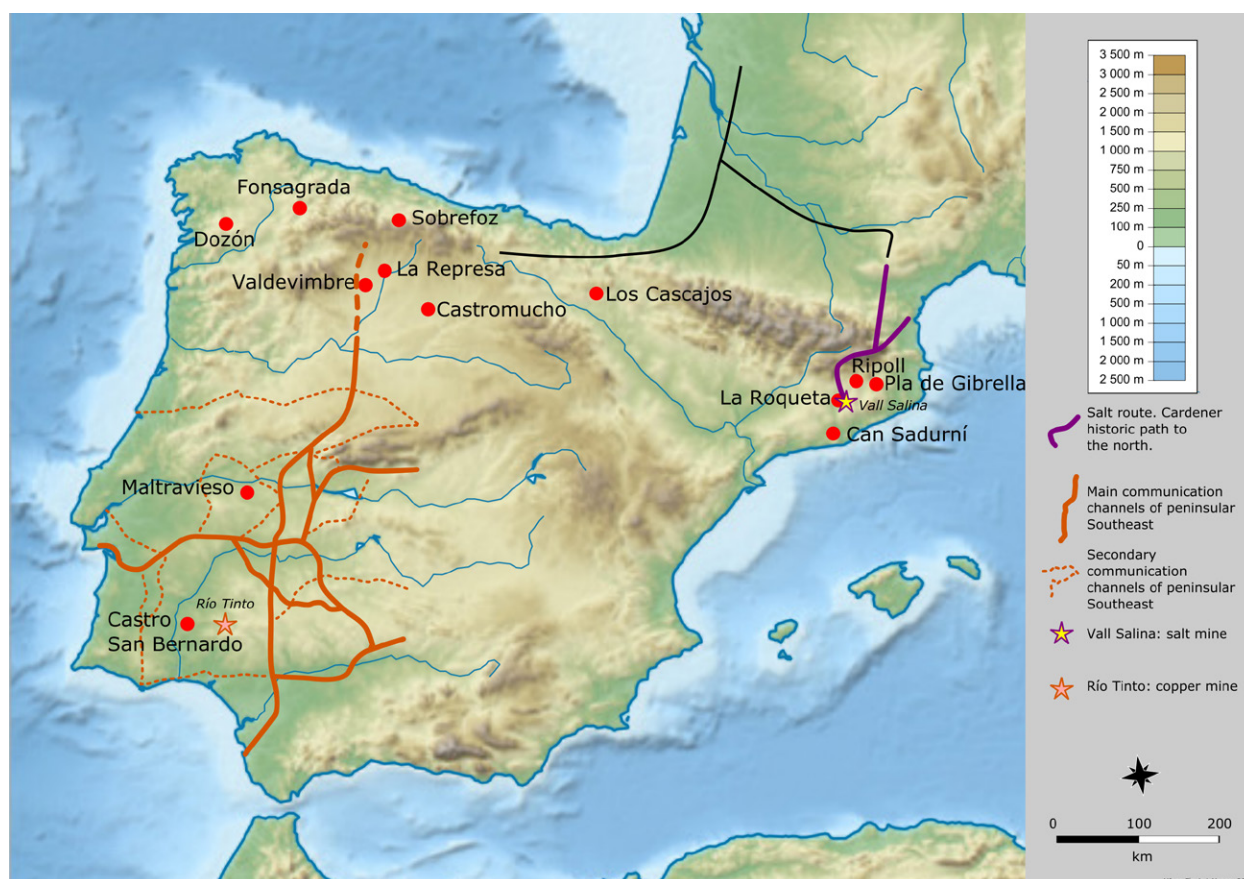 Fonsagrada
Dozón
Sobrefoz
La Represa
Valdevimbre
Castromucho
Los Cascajos
Ripoll
Pla de Gibrella
La Roqueta
Vall Salina
Can Sadurní
Maltravieso
Río Tinto
Castro
San Bernardo
3 500 m
3 000 m
2 500 m
2 000 m
1 500 m
1 000 m
750 m
500 m
250 m
100 m
0
50 m
200 m
500 m
1 000 m
1 500 m
2 000 m
2 500 m
Salt route. Cardener
historic path to
the north.
Main communication
channels of peninsular
Southeast
Secondary
communication
channels of peninsular
Southeast
Vall Salina: salt mine
Río Tinto: copper mine
0 100 200
km